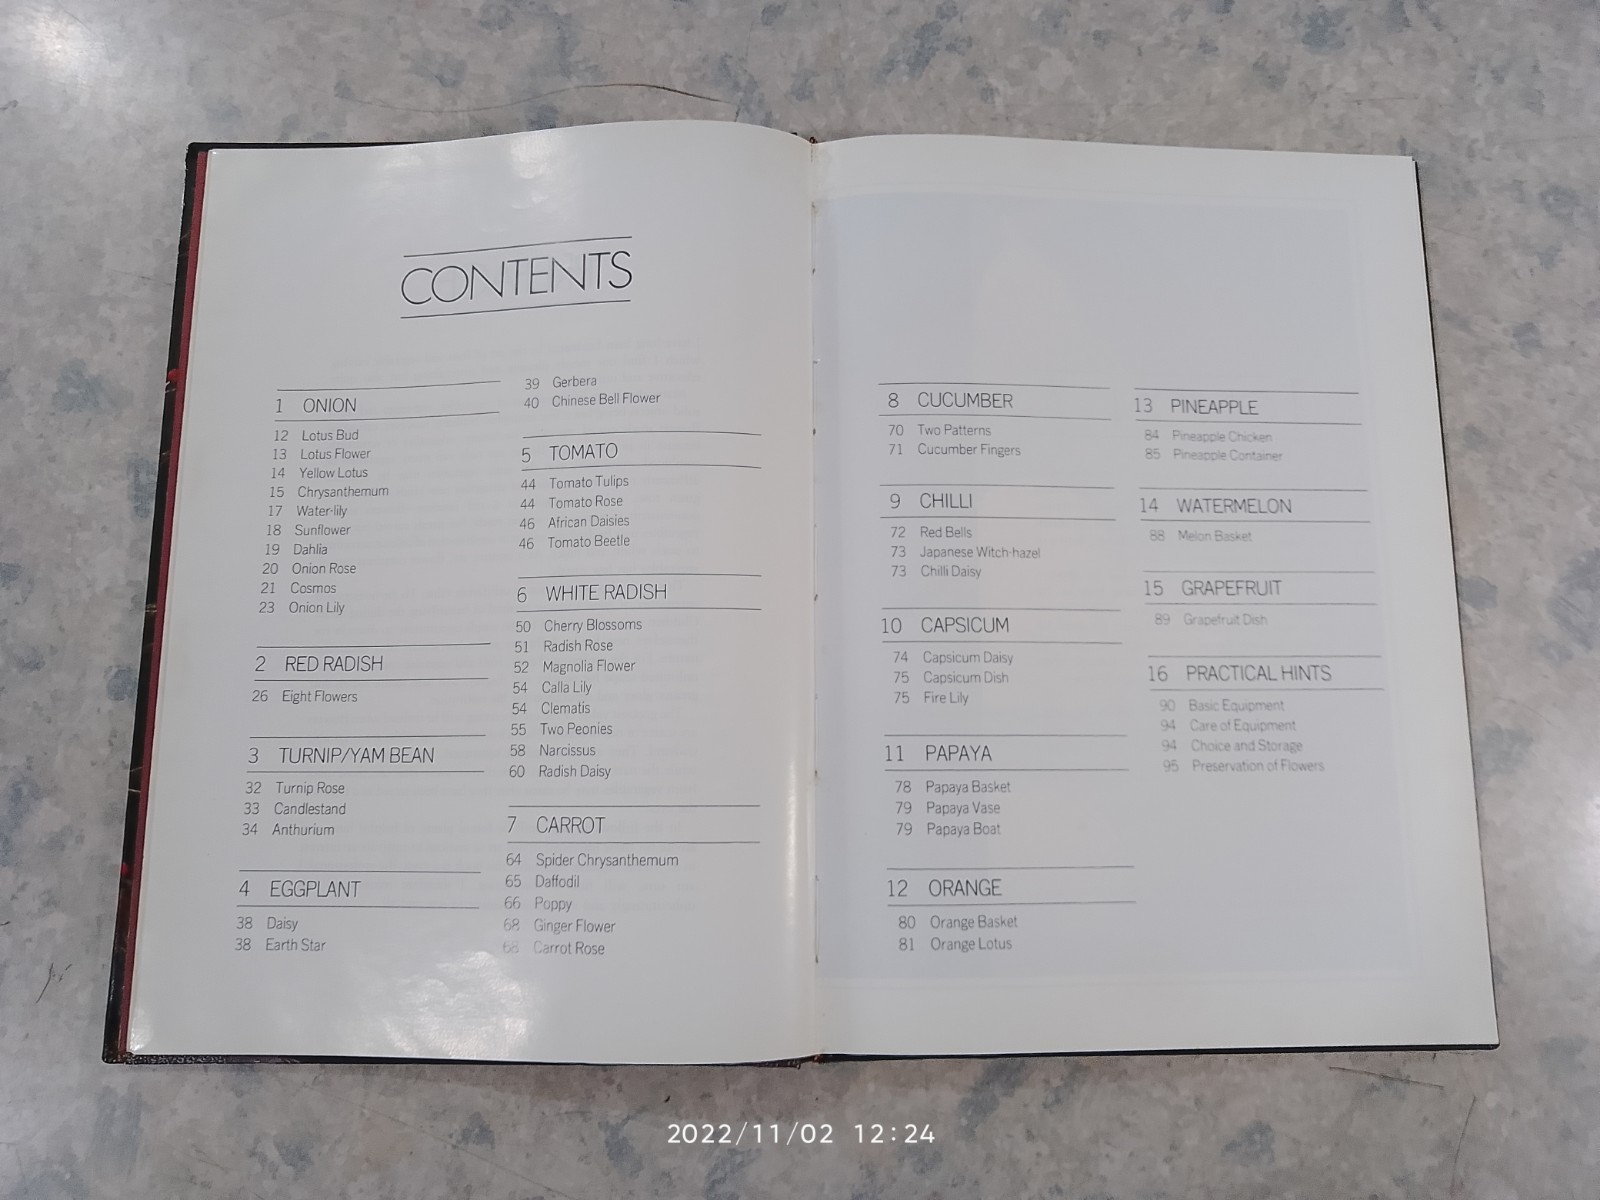 CONTENTS
1 ONION
12 Lotus Bud
13 Lotus Flower
14 Yellow Lotus
15 Chrysanthemum
17 Water-lily
18 Sunflower
19 Dahlia
20 Onion Rose
21 Cosmos
23 Onion Lily
2 RED RADISH
26 Eight Flowers
3 TURNIP/YAM BEAN
32 Turnip Rose
33 Candlestand
34 Anthurium
4 EGGPLANT
38 Daisy
38 Earth Star
39 Gerbera
40 Chinese Bell Flower
5 TOMATO
44 Tomato Tulips
44 Tomato Rose
46 African Daisies
46 Tomato Beetle
6 WHITE RADISH
50 Cherry Blossoms
51 Radish Rose
52 Magnolia Flower
54 Calla Lily
54 Clematis
55 Two Peonies
58 Narcissus
60 Radish Daisy
7 CARROT
64 Spider Chrysanthemum
65 Daffodil
66 Poppy
68 Ginger Flower
68 Carrot Rose
8 CUCUMBER
70 Two Patterns
71 Cucumber Fingers
9 CHILLI
72 Red Bells
73 Japanese Witch-hazel
73 Chilli Daisy
10 CAPSICUM
74 Capsicum Daisy
75 Capsicum Dish
75 Fire Lily
11 PAPAYA
78 Papaya Basket
79 Papaya Vase
79 Papaya Boat
12 ORANGE
80 Orange Basket
81 Orange Lotus
13 PINEAPPLE
84 Pineapple Chicken
85 Pineapple Container
14 WATERMELON
88 Melon Basket
15 GRAPEFRUIT
89 Grapefruit Dish
16 PRACTICAL HINTS
90 Basic Equipment
94 Care of Equipment
94 Choice and Storage
95 Preservation of Flowers
2022/11/02 12:24